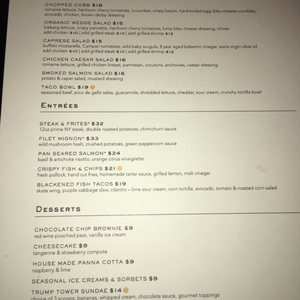 CHOPPED COBB $16
romaine lettuce, heirloom cherry tomatoes, cucumber, crispy bacon, hard-boiled egg, bleu cheese crumbles,
avocado, chicken, brown derby dressing
ORGANIC WEDGE SALAD $15
iceberg lettuce, crispy pancetta, heirloom cherry tomatoes, lump bleu cheese, dressing, chives
add chicken $10 | add grilled steak $10 | add grilled shrimp $12
CAPRESE SALAD $15
buffalo mozzarella, Campari tomatoes, wild baby arugula, 8 year aged balsamic vinegar, extra virgin olive oil
add chicken $10 | add grilled steak $10 | add grilled shrimp $12
CHICKEN CAESAR SALAD $16
romaine lettuce, grilled chicken breast, parmesan, croutons, anchovies, caesar dressing
SMOKED SALMON SALAD $16
potato & caper salad, mustard dressing
TACO BOWL $19
seasoned beef, pico de gallo salsa, guacamole, shredded lettuce, cheddar, sour cream, crunchy tortilla bowl
ENTRÉES
STEAK & FRITES* $32
12oz prime NY steak, double roasted potatoes, chimichurri sauce
FILET MIGNON* $33
wild mushroom hash, crushed potatoes, green peppercorn sauce
PAN SEARED SALMON* $24
basil & artichoke risotto, orange citrus vinaigrette
CRISPY FISH & CHIPS $21
fresh pollock, hand cut fries, homemade tartar sauce, grilled lemon, malt vinegar
BLACKENED FISH TACOS $19
skate wing, purple cabbage slaw, cilantro – lime sour cream, corn tortilla, avocado, tomato & roasted corn salad
DESSERTS
CHOCOLATE CHIP BROWNIE $9
red wine poached pear, vanilla ice cream
CHEESECAKE $9
tangerine & strawberry compote
HOUSE MADE PANNA COTTA $9
raspberry & lime
SEASONAL ICE CREAMS & SORBETS $9
TRUMP TOWER SUNDAE $14
choice of 3 scoops, bananas, whipped cream, chocolate sauce, gourmet toppings